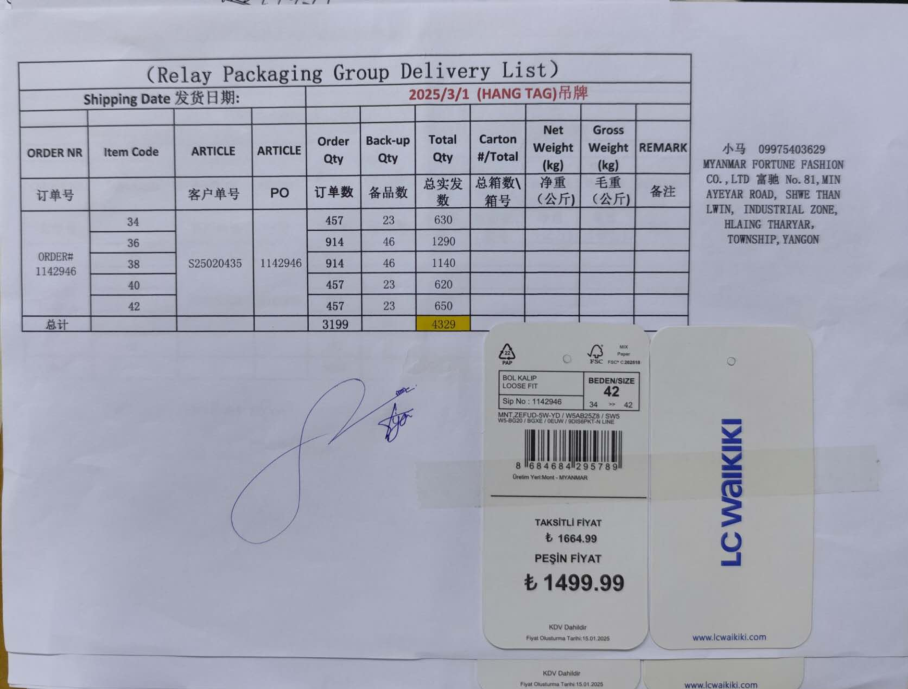 (Relay Packaging Group Delivery List)
Shipping Date 发货日期: 2025/3/1 (HANG TAG)吊牌
ORDER NR Item Code ARTICLE ARTICLE Order Qty Back-up Qty Total Qty Carton #/Total Net Weight (kg) Gross Weight (kg) REMARK
订单号 客户单号 PO 订单数 备品数 总实发数 总箱数\箱号 净重(公斤) 毛重(公斤) 备注
34 457 23 630
36 914 46 1290
ORDER# 1142946 38 S25020435 1142946 914 46 1140
40 457 23 620
42 457 23 650
总计 3199 4329
小马 09975403629
MYANMAR FORTUNE FASHION
CO.,LTD 富驰 No.81,MIN
AYEYAR ROAD, SHWE THAN
LWIN, INDUSTRIAL ZONE,
HLAING THARYAR,
TOWNSHIP,YANGON
PAP
FSC
MIX
Paper
BOL KALIP
LOOSE FIT
Sip No : 1142946
BEDEN/SIZE
42
34 - 42
MNT.ZEFUD-5W-YD / W5AB25Z8 / SWS
8 684684 295789
Üretim Yeri:Mont - MYANMAR
TAKSİTLİ FİYAT
₺ 1664.99
PEŞİN FİYAT
₺ 1499.99
KDV Dahildir
Fiyat Oluşturma Tarihi:15.01.2025
LC WAIKIKI
www.lcwaikiki.com
KDV Dahildir
Fiyat Oluşturma Tarihi:15.01.2025
www.lcwaikiki.com